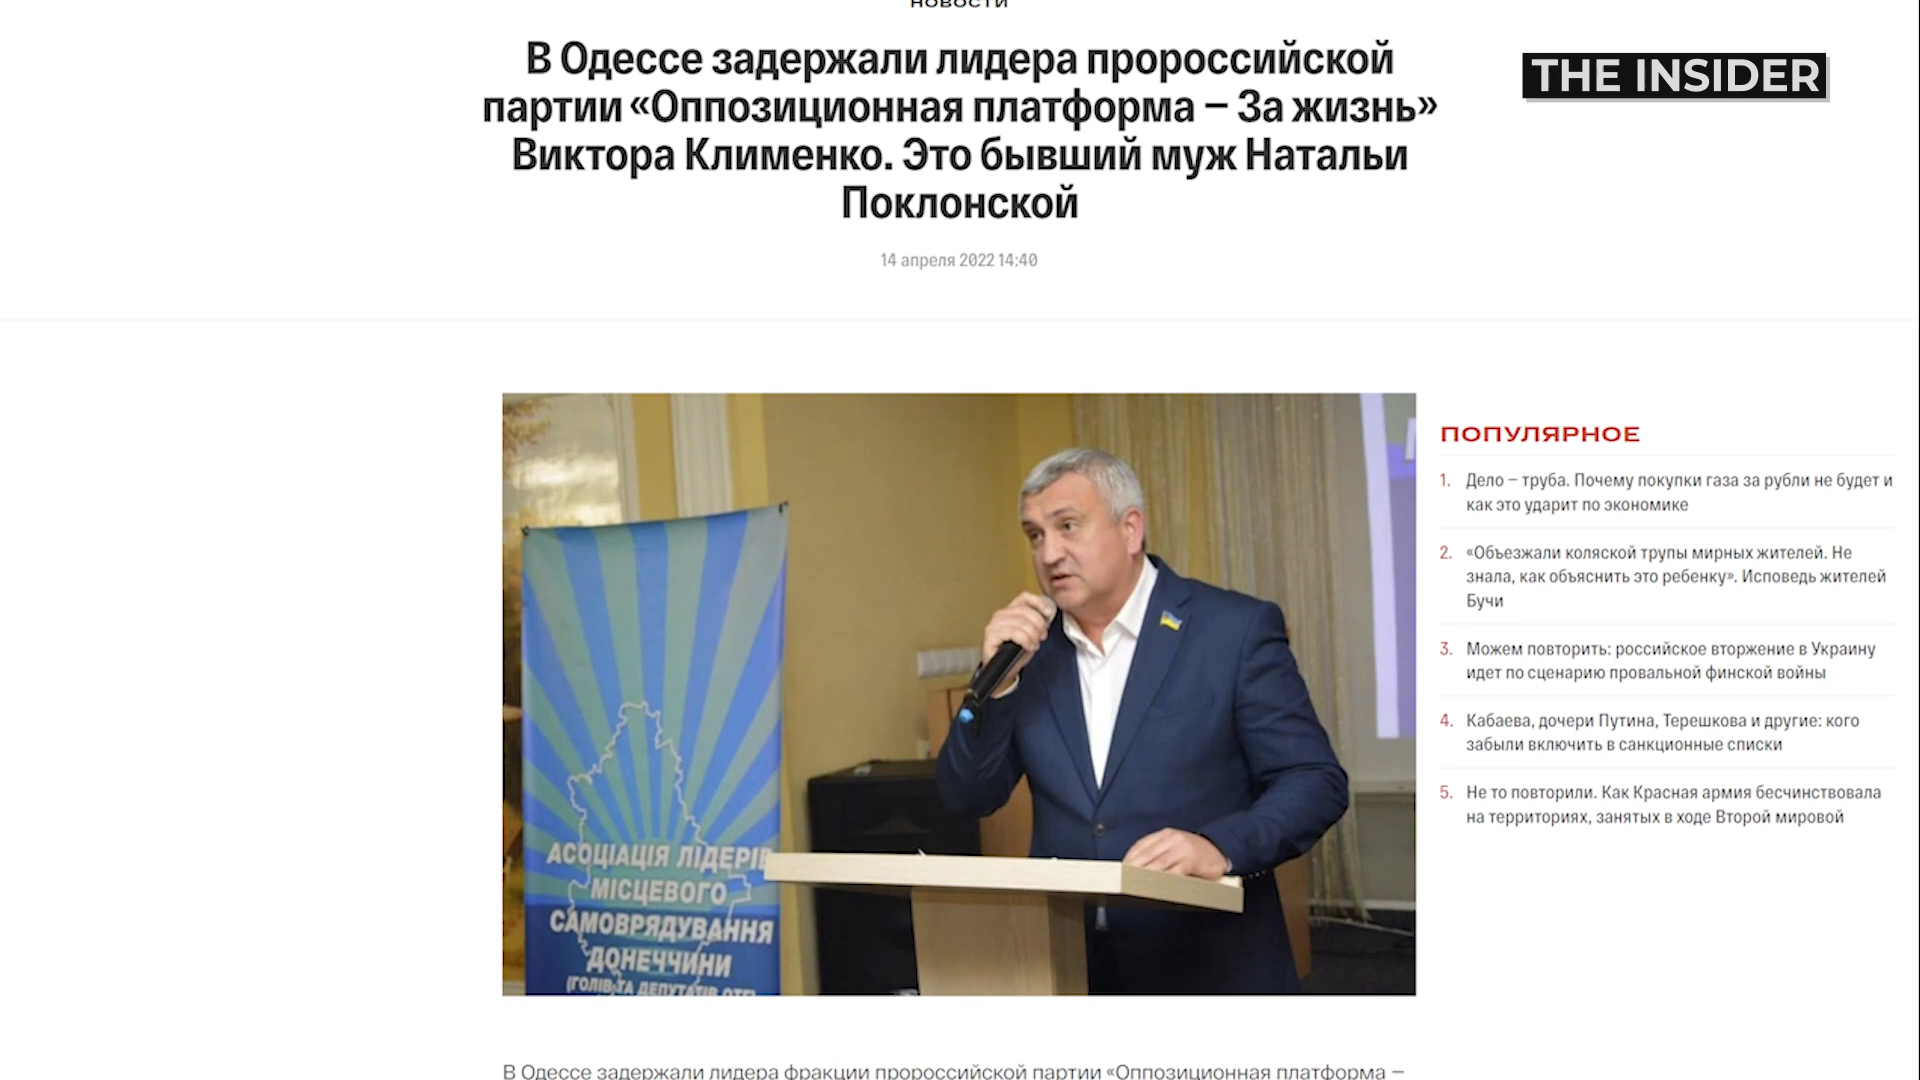 НОВОСТИ
В Одессе задержали лидера пророссийской
партии «Оппозиционная платформа – За жизнь»
Виктора Клименко. Это бывший муж Натальи
Поклонской
14 апреля 2022 14:40
THE INSIDER
АСОЦІАЦІЯ ЛІДЕРІВ
МІСЦЕВОГО
САМОВРЯДУВАННЯ
ДОНЕЧЧИНИ
(ГОЛІВ ТА ДЕПУТАТІВ ОТГ)
ПОПУЛЯРНОЕ
1. Дело – труба. Почему покупки газа за рубли не будет и
как это ударит по экономике
2. «Объезжали коляской трупы мирных жителей. Не
знала, как объяснить это ребенку». Исповедь жителей
Бучи
3. Можем повторить: российское вторжение в Украину
идет по сценарию провальной финской войны
4. Кабаева, дочери Путина, Терешкова и другие: кого
забыли включить в санкционные списки
5. Не то повторили. Как Красная армия бесчинствовала
на территориях, занятых в ходе Второй мировой
В Одессе задержали лидера фракции пророссийской партии «Оппозиционная платформа –